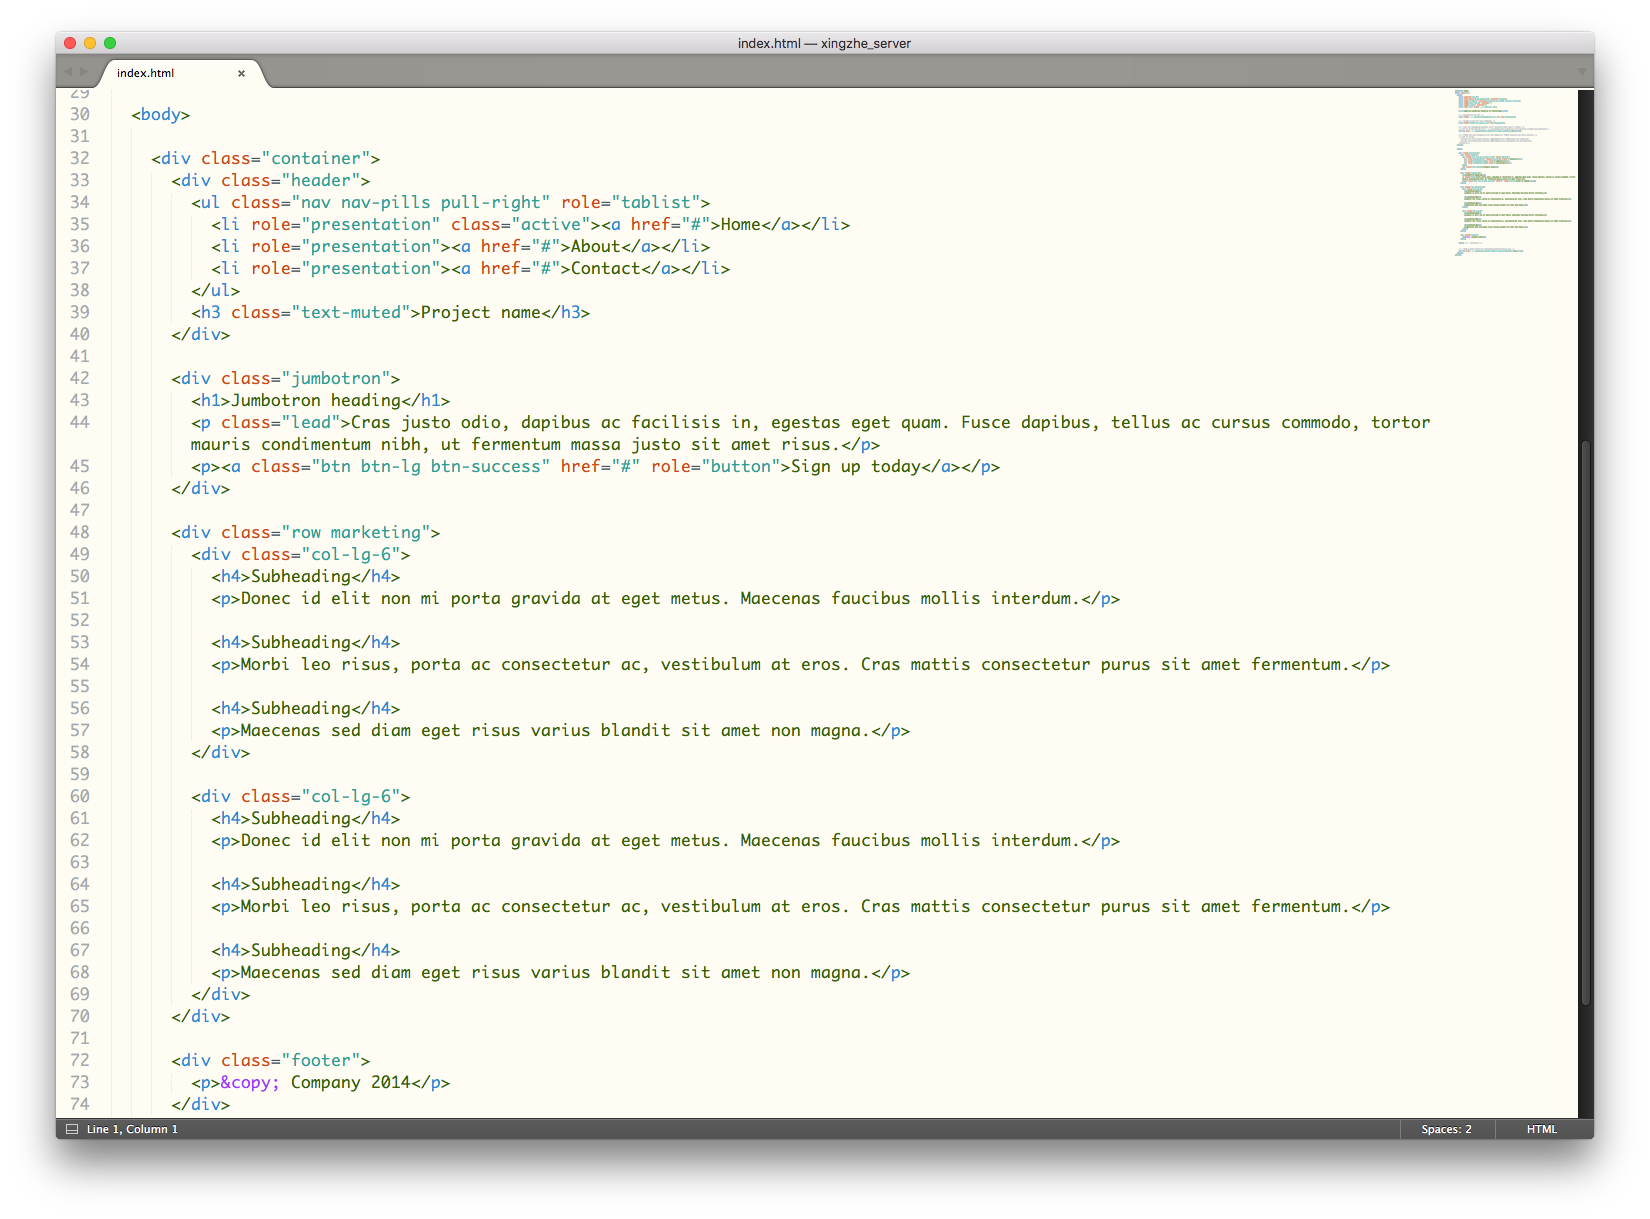 index.html — xingzhe_server
index.html ×
29
30 <body>
31
32 <div class="container">
33 <div class="header">
34 <ul class="nav nav-pills pull-right" role="tablist">
35 <li role="presentation" class="active"><a href="#">Home</a></li>
36 <li role="presentation"><a href="#">About</a></li>
37 <li role="presentation"><a href="#">Contact</a></li>
38 </ul>
39 <h3 class="text-muted">Project name</h3>
40 </div>
41
42 <div class="jumbotron">
43 <h1>Jumbotron heading</h1>
44 <p class="lead">Cras justo odio, dapibus ac facilisis in, egestas eget quam. Fusce dapibus, tellus ac cursus commodo, tortor
mauris condimentum nibh, ut fermentum massa justo sit amet risus.</p>
45 <p><a class="btn btn-lg btn-success" href="#" role="button">Sign up today</a></p>
46 </div>
47
48 <div class="row marketing">
49 <div class="col-lg-6">
50 <h4>Subheading</h4>
51 <p>Donec id elit non mi porta gravida at eget metus. Maecenas faucibus mollis interdum.</p>
52
53 <h4>Subheading</h4>
54 <p>Morbi leo risus, porta ac consectetur ac, vestibulum at eros. Cras mattis consectetur purus sit amet fermentum.</p>
55
56 <h4>Subheading</h4>
57 <p>Maecenas sed diam eget risus varius blandit sit amet non magna.</p>
58 </div>
59
60 <div class="col-lg-6">
61 <h4>Subheading</h4>
62 <p>Donec id elit non mi porta gravida at eget metus. Maecenas faucibus mollis interdum.</p>
63
64 <h4>Subheading</h4>
65 <p>Morbi leo risus, porta ac consectetur ac, vestibulum at eros. Cras mattis consectetur purus sit amet fermentum.</p>
66
67 <h4>Subheading</h4>
68 <p>Maecenas sed diam eget risus varius blandit sit amet non magna.</p>
69 </div>
70 </div>
71
72 <div class="footer">
73 <p>&copy; Company 2014</p>
74 </div>
Line 1, Column 1
Spaces: 2
HTML